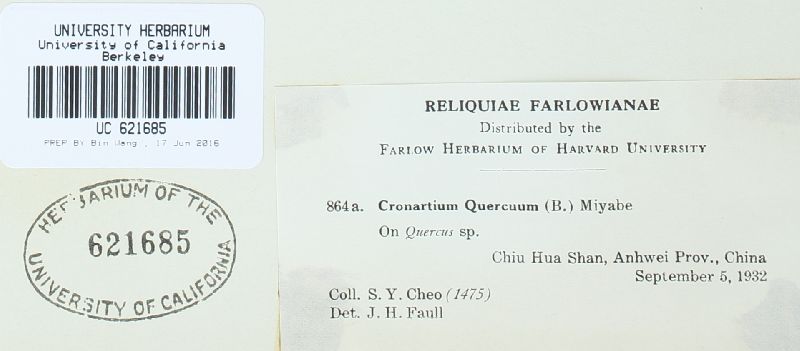 UNIVERSITY HERBARIUM
University of California
Berkeley
UC 621685
PREP BY Bin Wang , 17 Jun 2016
HERBARIUM OF THE
621685
UNIVERSITY OF CALIFORNIA
RELIQUIAE FARLOWIANAE
Distributed by the
FARLOW HERBARIUM OF HARVARD UNIVERSITY
864a. Cronartium Quercuum (B.) Miyabe
On Quercus sp.
Chiu Hua Shan, Anhwei Prov., China
September 5, 1932
Coll. S. Y. Cheo (1475)
Det. J. H. Faull